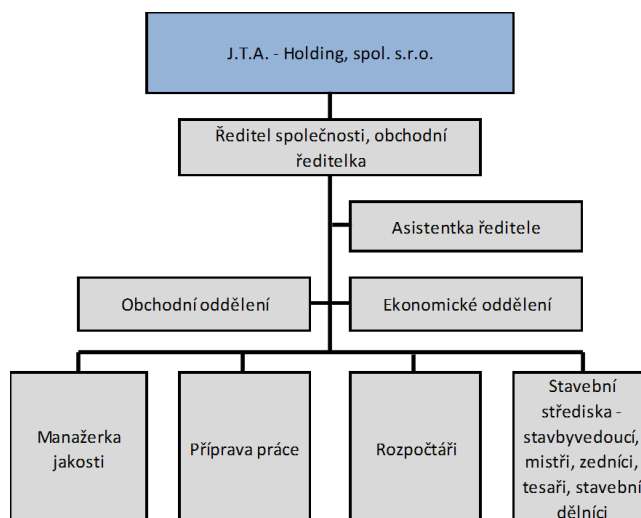 J.T.A. - Holding, spol. s.r.o.
Ředitel společnosti, obchodní
ředitelka
Asistentka ředitele
Obchodní oddělení
Ekonomické oddělení
Manažerka
jakosti
Příprava práce
Rozpočtáři
Stavební
střediska -
stavbyvedoucí,
mistři, zedníci,
tesaři, stavební
dělníci